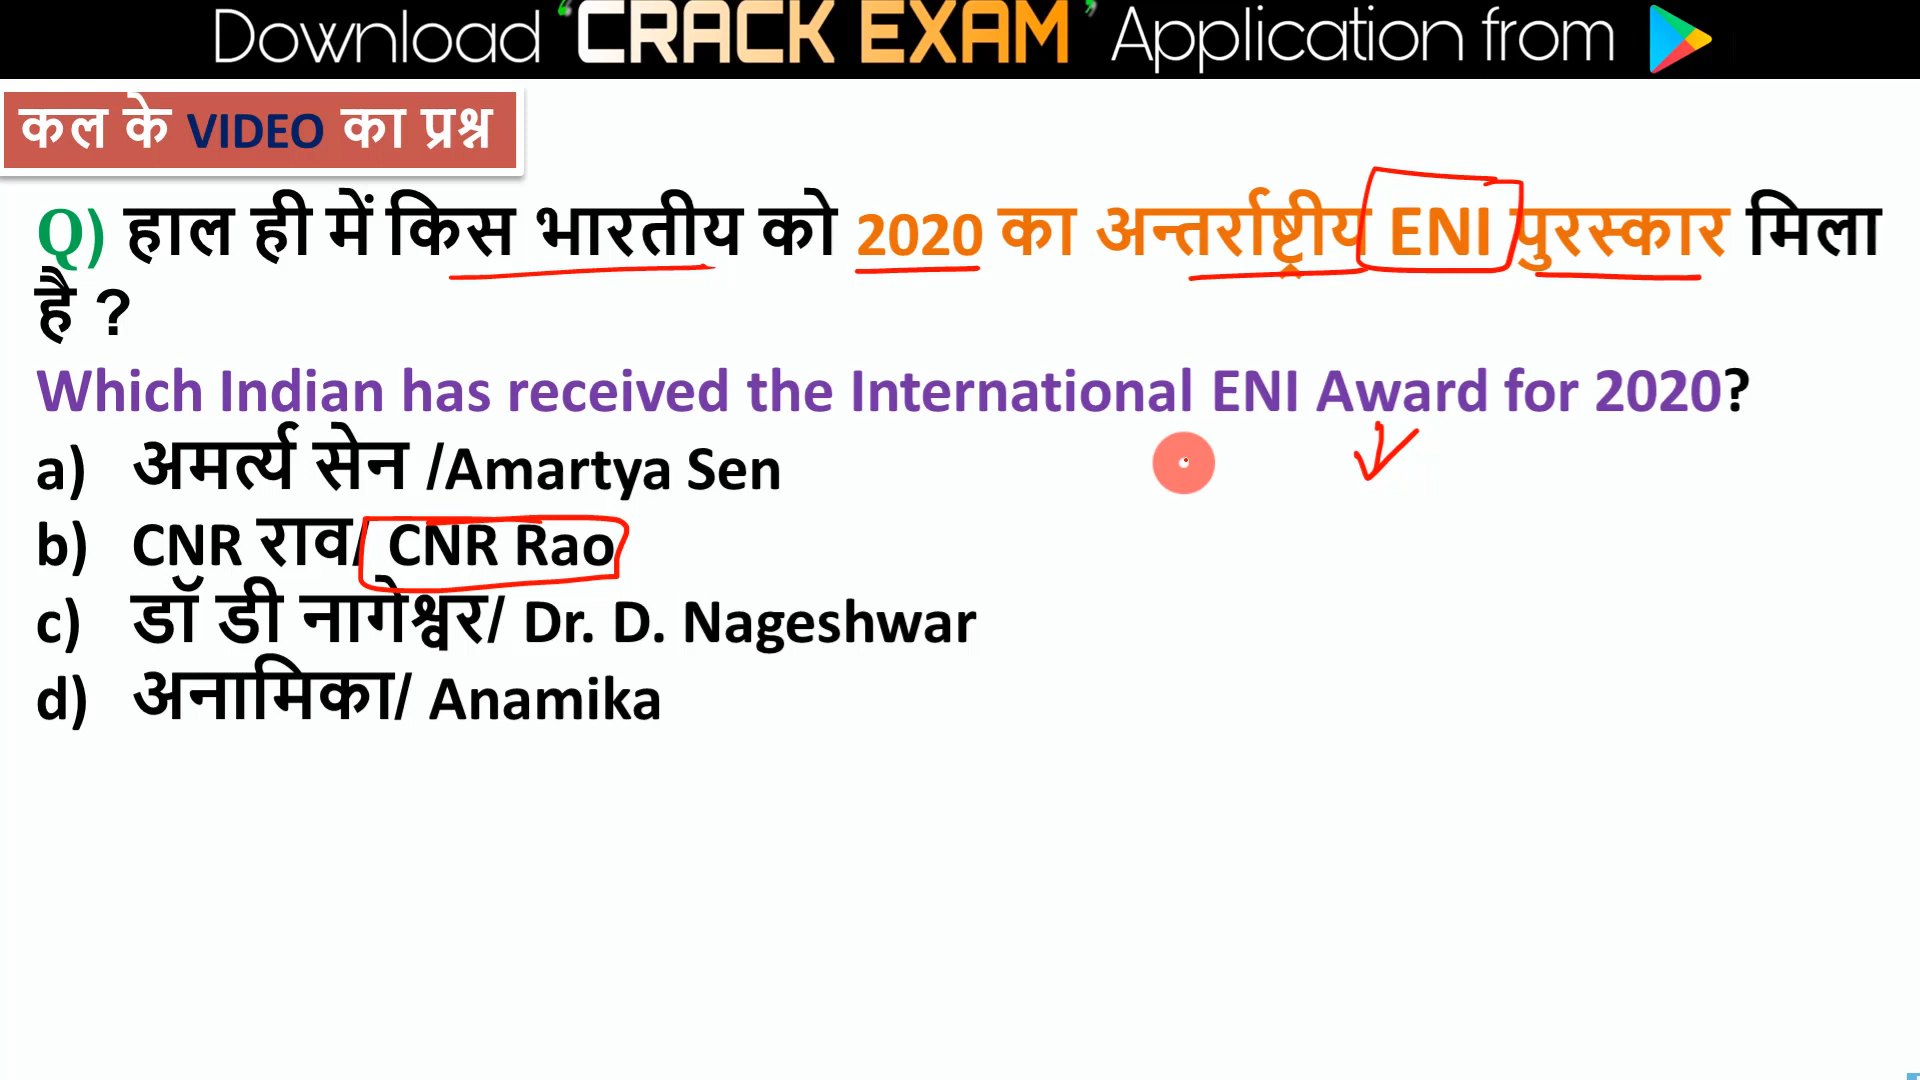 Download ‘CRACK EXAM’ Application from
कल के VIDEO का प्रश्न
Q) हाल ही में किस भारतीय को 2020 का अन्तर्राष्ट्रीय ENI पुरस्कार मिला
है ?
Which Indian has received the International ENI Award for 2020?
a) अमर्त्य सेन /Amartya Sen
b) CNR राव/ CNR Rao
c) डॉ डी नागेश्वर/ Dr. D. Nageshwar
d) अनामिका/ Anamika